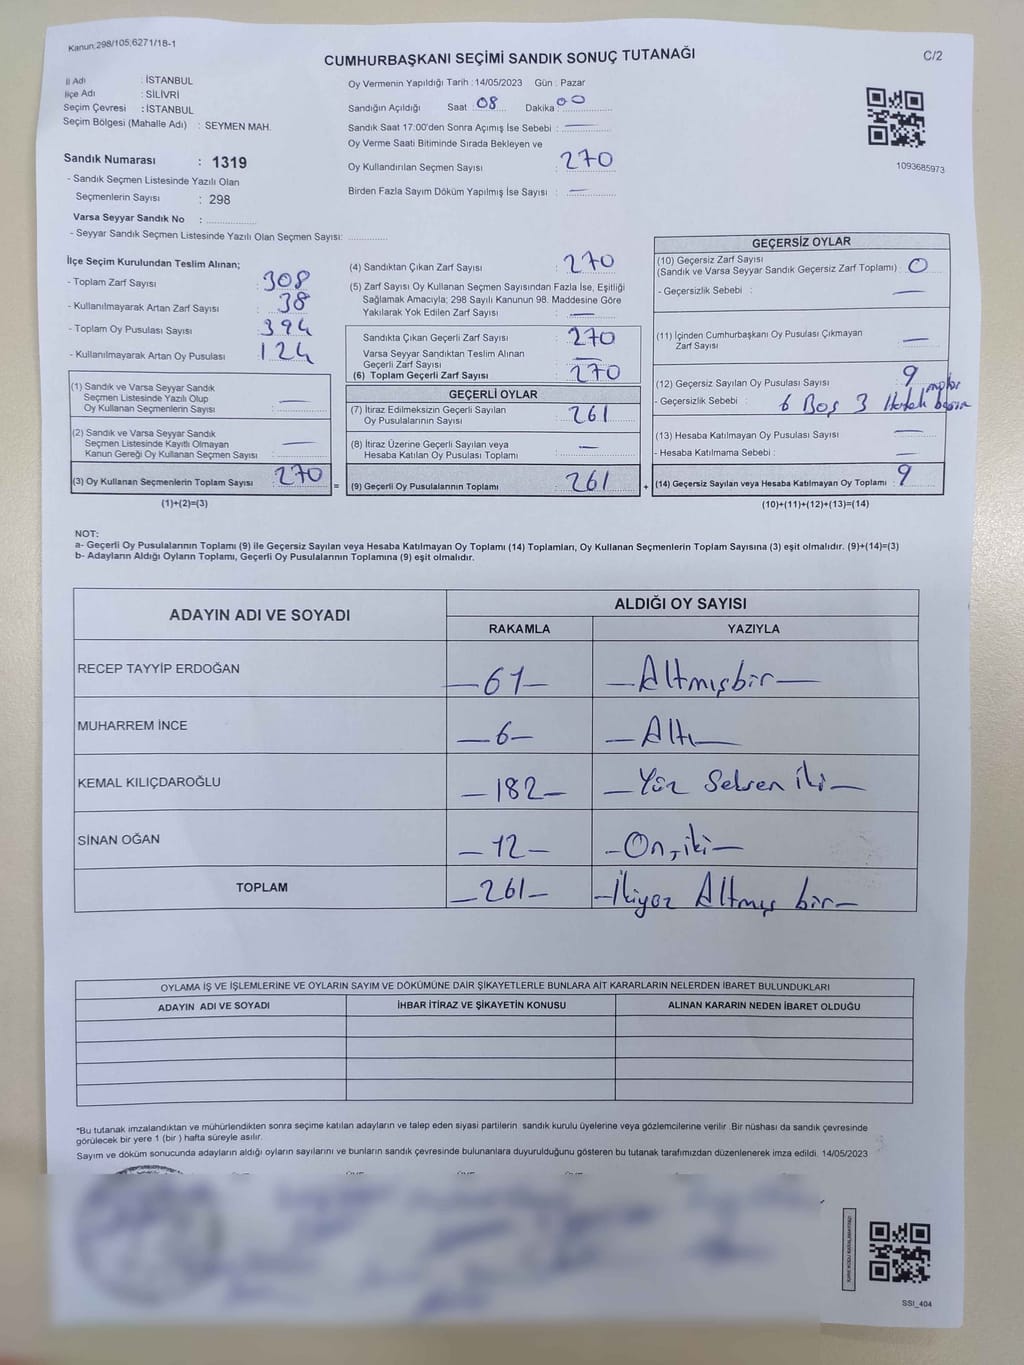 Kanun:298/105,6271/18-1
CUMHURBAŞKANI SEÇİMİ SANDIK SONUÇ TUTANAĞI
C/2
İl Adı : İSTANBUL
İlçe Adı : SİLİVRİ
Seçim Çevresi : İSTANBUL
Seçim Bölgesi (Mahalle Adı) : SEYMEN MAH.
Sandık Numarası : 1319
- Sandık Seçmen Listesinde Yazılı Olan
Seçmenlerin Sayısı : 298
Varsa Seyyar Sandık No :
- Seyyar Sandık Seçmen Listesinde Yazılı Olan Seçmen Sayısı:
Oy Vermenin Yapıldığı Tarih : 14/05/2023 Gün : Pazar
Sandığın Açıldığı Saat : 08 Dakika 00
Sandık Saat 17:00'den Sonra Açımış İse Sebebi : —
Oy Verme Saati Bitiminde Sırada Bekleyen ve
Oy Kullandırılan Seçmen Sayısı : 270
Birden Fazla Sayım Döküm Yapılmış İse Sayısı : —
1093685973
İlçe Seçim Kurulundan Teslim Alınan;
- Toplam Zarf Sayısı : 308
- Kullanılmayarak Artan Zarf Sayısı : 38
- Toplam Oy Pusulası Sayısı : 394
- Kullanılmayarak Artan Oy Pusulası : 124
(1) Sandık ve Varsa Seyyar Sandık
Seçmen Listesinde Yazılı Olup
Oy Kullanan Seçmenlerin Sayısı : —
(2) Sandık ve Varsa Seyyar Sandık
Seçmen Listesinde Kayıtlı Olmayan
Kanun Gereği Oy Kullanan Seçmen Sayısı : —
(3) Oy Kullanan Seçmenlerin Toplam Sayısı : 270 =
(1)+(2)=(3)
(4) Sandıktan Çıkan Zarf Sayısı : 270
(5) Zarf Sayısı Oy Kullanan Seçmen Sayısından Fazla İse, Eşitliği
Sağlamak Amacıyla; 298 Sayılı Kanunun 98. Maddesine Göre
Yakılarak Yok Edilen Zarf Sayısı : —
Sandıkta Çıkan Geçerli Zarf Sayısı : 270
Varsa Seyyar Sandıktan Teslim Alınan
Geçerli Zarf Sayısı : —
(6) Toplam Geçerli Zarf Sayısı : 270
GEÇERLİ OYLAR
(7) İtiraz Edilmeksizin Geçerli Sayılan
Oy Pusulalarının Sayısı : 261
(8) İtiraz Üzerine Geçerli Sayılan veya
Hesaba Katılan Oy Pusulası Toplamı : —
(9) Geçerli Oy Pusulalarının Toplamı : 261 +
GEÇERSİZ OYLAR
(10) Geçersiz Zarf Sayısı
(Sandık ve Varsa Seyyar Sandık Geçersiz Zarf Toplamı) : 0
- Geçersizlik Sebebi : —
(11) İçinden Cumhurbaşkanı Oy Pusulası Çıkmayan
Zarf Sayısı : —
(12) Geçersiz Sayılan Oy Pusulası Sayısı : 9
- Geçersizlik Sebebi : 6 Boş 3
(13) Hesaba Katılmayan Oy Pusulası Sayısı : —
- Hesaba Katılmama Sebebi : —
(14) Geçersiz Sayılan veya Hesaba Katılmayan Oy Toplamı : 9
(10)+(11)+(12)+(13)=(14)
NOT:
a- Geçerli Oy Pusulalarının Toplamı (9) ile Geçersiz Sayılan veya Hesaba Katılmayan Oy Toplamı (14) Toplamları, Oy Kullanan Seçmenlerin Toplam Sayısına (3) eşit olmalıdır. (9)+(14)=(3)
b- Adayların Aldığı Oyların Toplamı, Geçerli Oy Pusulalarının Toplamına (9) eşit olmalıdır.
ADAYIN ADI VE SOYADI
ALDIĞI OY SAYISI
RAKAMLA YAZIYLA
RECEP TAYYİP ERDOĞAN —61— —Altmışbir—
MUHARREM İNCE —6— —Altı—
KEMAL KILIÇDAROĞLU —182— —Yüz Seksen İki—
SİNAN OĞAN —12— —On,iki—
TOPLAM —261— —İkiyüz Altmış bir—
OYLAMA İŞ VE İŞLEMLERİNE VE OYLARIN SAYIM VE DÖKÜMÜNE DAİR ŞİKAYETLERLE BUNLARA AİT KARARLARIN NELERDEN İBARET BULUNDUKLARI
ADAYIN ADI VE SOYADI İHBAR İTİRAZ VE ŞİKAYETİN KONUSU ALINAN KARARIN NEDEN İBARET OLDUĞU
*Bu tutanak imzalandıktan ve mühürlendikten sonra seçime katılan adayların ve talep eden siyasi partilerin sandık kurulu üyelerine veya gözlemcilerine verilir .Bir nüshası da sandık çevresinde
görülecek bir yere 1 (bir ) hafta süreyle asılır.
Sayım ve döküm sonucunda adayların aldığı oyların sayılarını ve bunların sandık çevresinde bulunanlara duyurulduğunu gösteren bu tutanak tarafımızdan düzenlenerek imza edildi. 14/05/2023
SSI_404